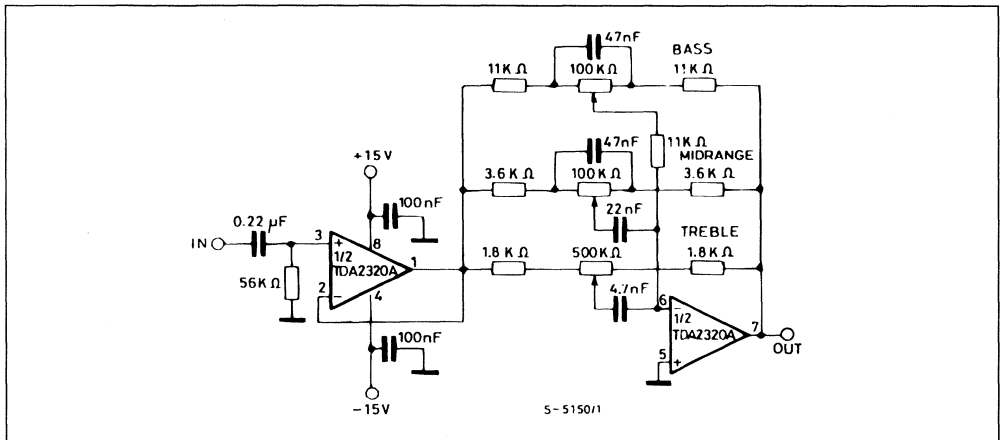 47nF
BASS
11KΩ
100KΩ
11KΩ
11KΩ
47nF
MIDRANGE
+15V
3.6KΩ
100KΩ
3.6KΩ
100nF
0.22 µF
22nF
TREBLE
IN
3
+
8
1/2
TDA2320A
1
1.8KΩ
500KΩ
1.8KΩ
56KΩ
2
−
4
4.7nF
6
−
1/2
TDA2320A
7
OUT
100nF
5
+
−15V
S-5150/1